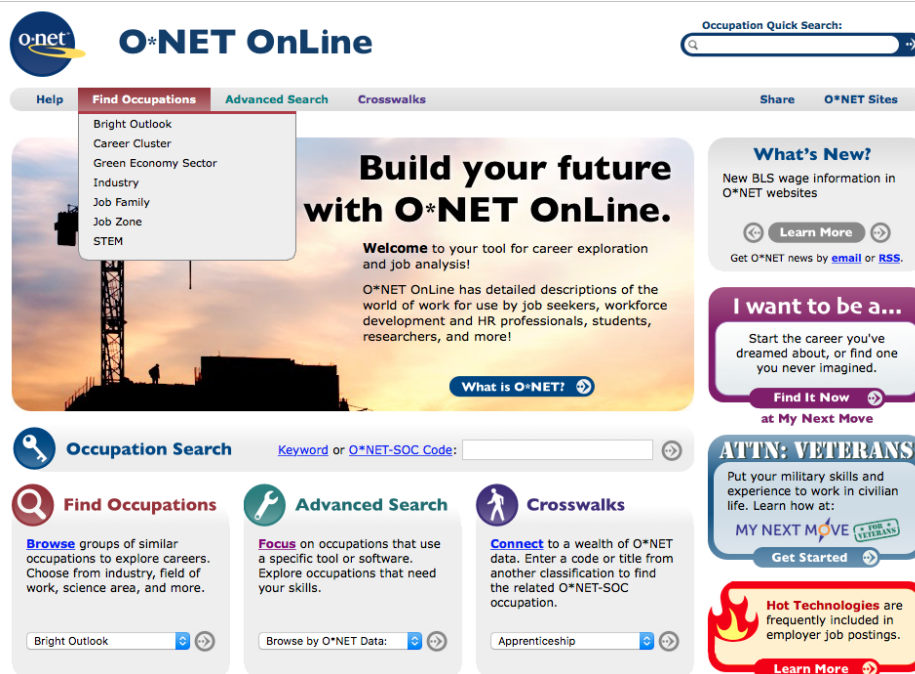 o·net
O*NET OnLine
Occupation Quick Search:
Help
Find Occupations
Advanced Search
Crosswalks
Share
O*NET Sites
Bright Outlook
Career Cluster
Green Economy Sector
Industry
Job Family
Job Zone
STEM
Build your future
with O*NET OnLine.
Welcome to your tool for career exploration
and job analysis!
O*NET OnLine has detailed descriptions of the
world of work for use by job seekers, workforce
development and HR professionals, students,
researchers, and more!
What is O*NET?
What's New?
New BLS wage information in
O*NET websites
Learn More
Get O*NET news by email or RSS.
I want to be a...
Start the career you've
dreamed about, or find one
you never imagined.
Find It Now
at My Next Move
Occupation Search
Keyword or O*NET-SOC Code:
Find Occupations
Browse groups of similar
occupations to explore careers.
Choose from industry, field of
work, science area, and more.
Bright Outlook
Advanced Search
Focus on occupations that use
a specific tool or software.
Explore occupations that need
your skills.
Browse by O*NET Data:
Crosswalks
Connect to a wealth of O*NET
data. Enter a code or title from
another classification to find
the related O*NET-SOC
occupation.
Apprenticeship
ATTN: VETERANS
Put your military skills and
experience to work in civilian
life. Learn how at:
MY NEXT MOVE
FOR
VETERANS
Get Started
Hot Technologies are
frequently included in
employer job postings.
Learn More